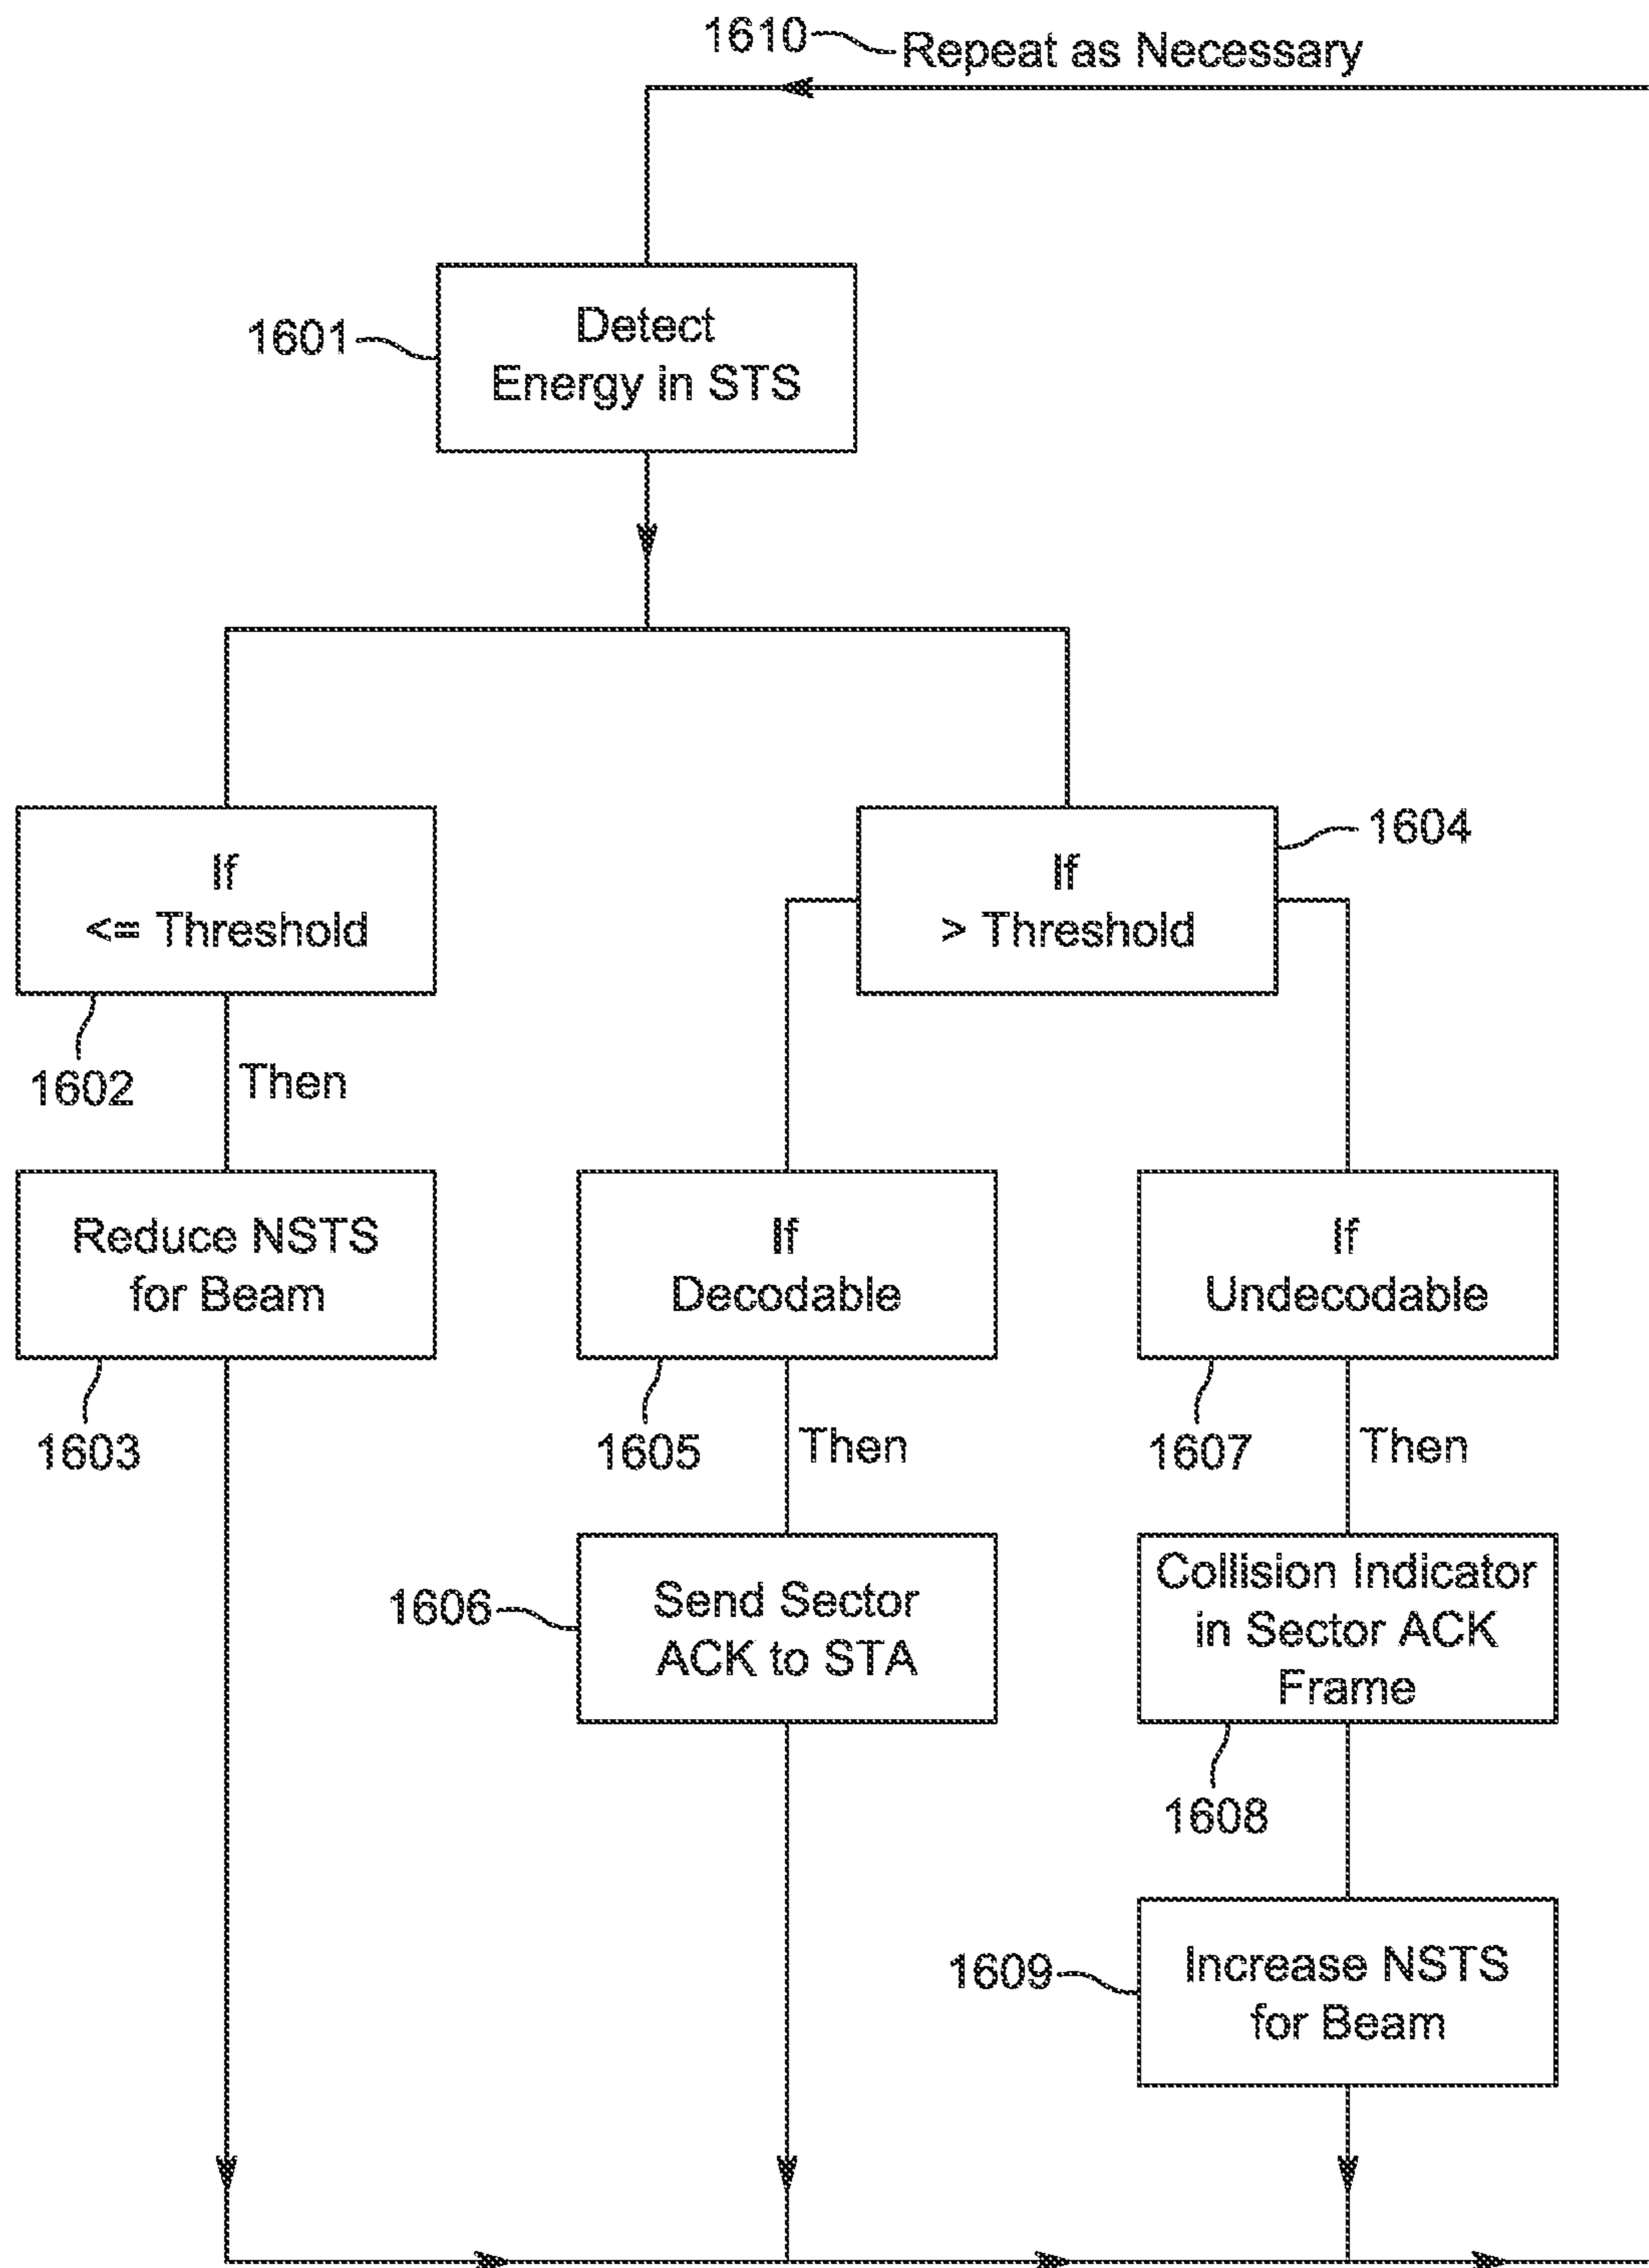 1610
Repeat as Necessary
1601
Detect
Energy in STS
If
<= Threshold
If
> Threshold
1604
1602
Then
Reduce NSTS
for Beam
If
Decodable
If
Undecodable
1603
1605
Then
1607
Then
1606
Send Sector
ACK to STA
Collision Indicator
in Sector ACK
Frame
1608
1609
Increase NSTS
for Beam